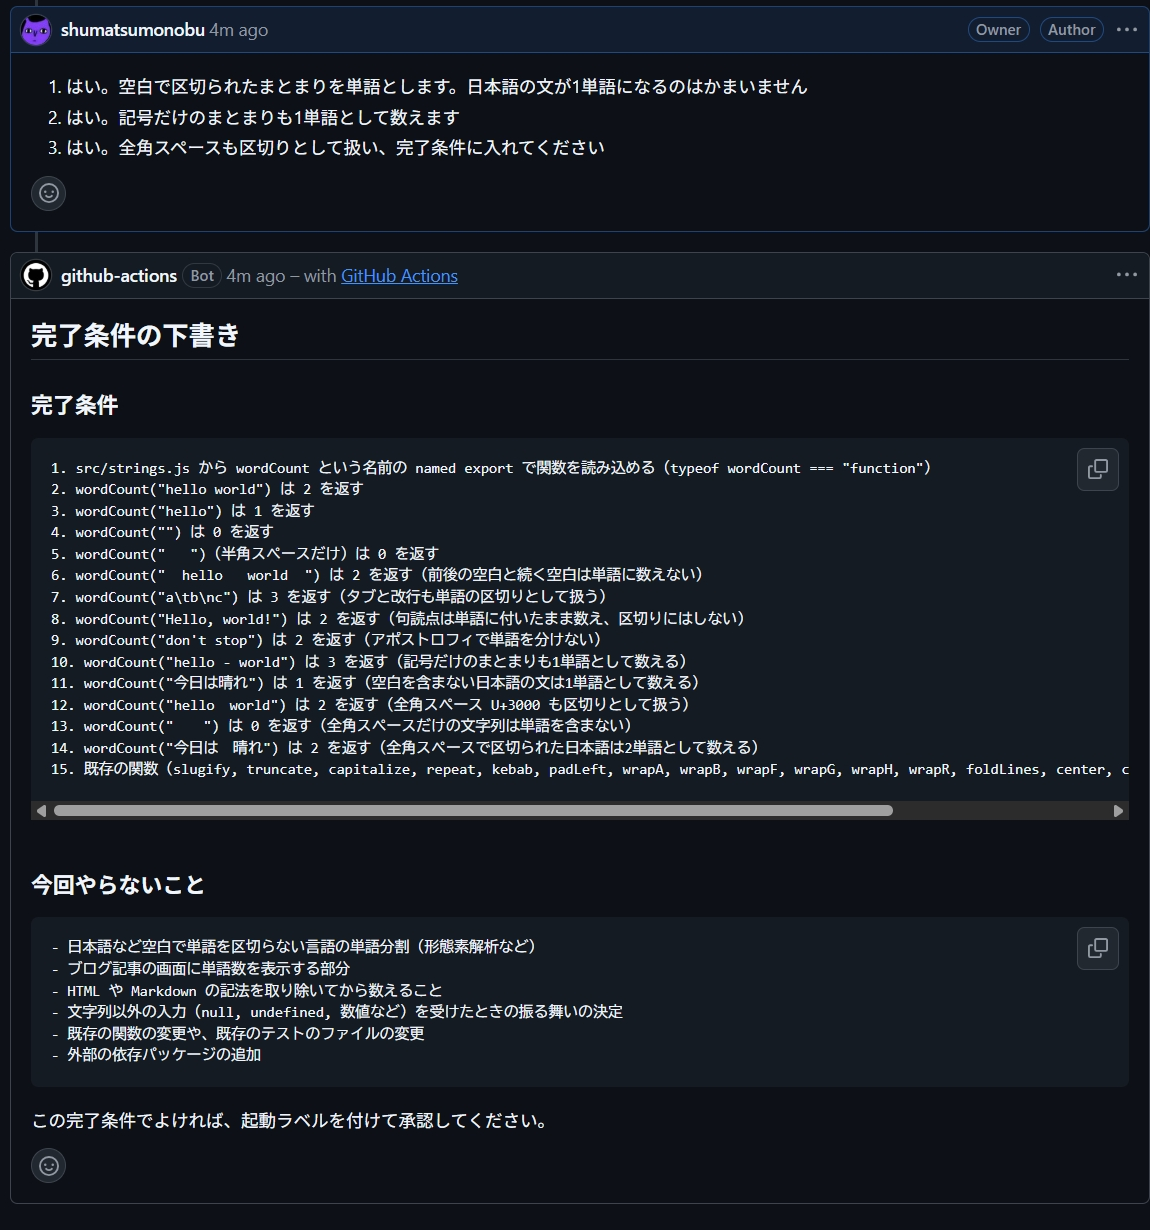 shumatsumonobu 4m ago Owner Author
1. はい。空白で区切られたまとまりを単語とします。日本語の文が1単語になるのはかまいません
2. はい。記号だけのまとまりも1単語として数えます
3. はい。全角スペースも区切りとして扱い、完了条件に入れてください
github-actions Bot 4m ago – with GitHub Actions
完了条件の下書き
完了条件
1. src/strings.js から wordCount という名前の named export で関数を読み込める（typeof wordCount === "function"）
2. wordCount("hello world") は 2 を返す
3. wordCount("hello") は 1 を返す
4. wordCount("") は 0 を返す
5. wordCount("   ")（半角スペースだけ）は 0 を返す
6. wordCount("  hello   world  ") は 2 を返す（前後の空白と続く空白は単語に数えない）
7. wordCount("a\tb\nc") は 3 を返す（タブと改行も単語の区切りとして扱う）
8. wordCount("Hello, world!") は 2 を返す（句読点は単語に付いたまま数え、区切りにはしない）
9. wordCount("don't stop") は 2 を返す（アポストロフィで単語を分けない）
10. wordCount("hello - world") は 3 を返す（記号だけのまとまりも1単語として数える）
11. wordCount("今日は晴れ") は 1 を返す（空白を含まない日本語の文は1単語として数える）
12. wordCount("hello　world") は 2 を返す（全角スペース U+3000 も区切りとして扱う）
13. wordCount("　　") は 0 を返す（全角スペースだけの文字列は単語を含まない）
14. wordCount("今日は　晴れ") は 2 を返す（全角スペースで区切られた日本語は2単語として数える）
15. 既存の関数（slugify, truncate, capitalize, repeat, kebab, padLeft, wrapA, wrapB, wrapF, wrapG, wrapH, wrapR, foldLines, center, c
今回やらないこと
- 日本語など空白で単語を区切らない言語の単語分割（形態素解析など）
- ブログ記事の画面に単語数を表示する部分
- HTML や Markdown の記法を取り除いてから数えること
- 文字列以外の入力（null, undefined, 数値など）を受けたときの振る舞いの決定
- 既存の関数の変更や、既存のテストのファイルの変更
- 外部の依存パッケージの追加
この完了条件でよければ、起動ラベルを付けて承認してください。